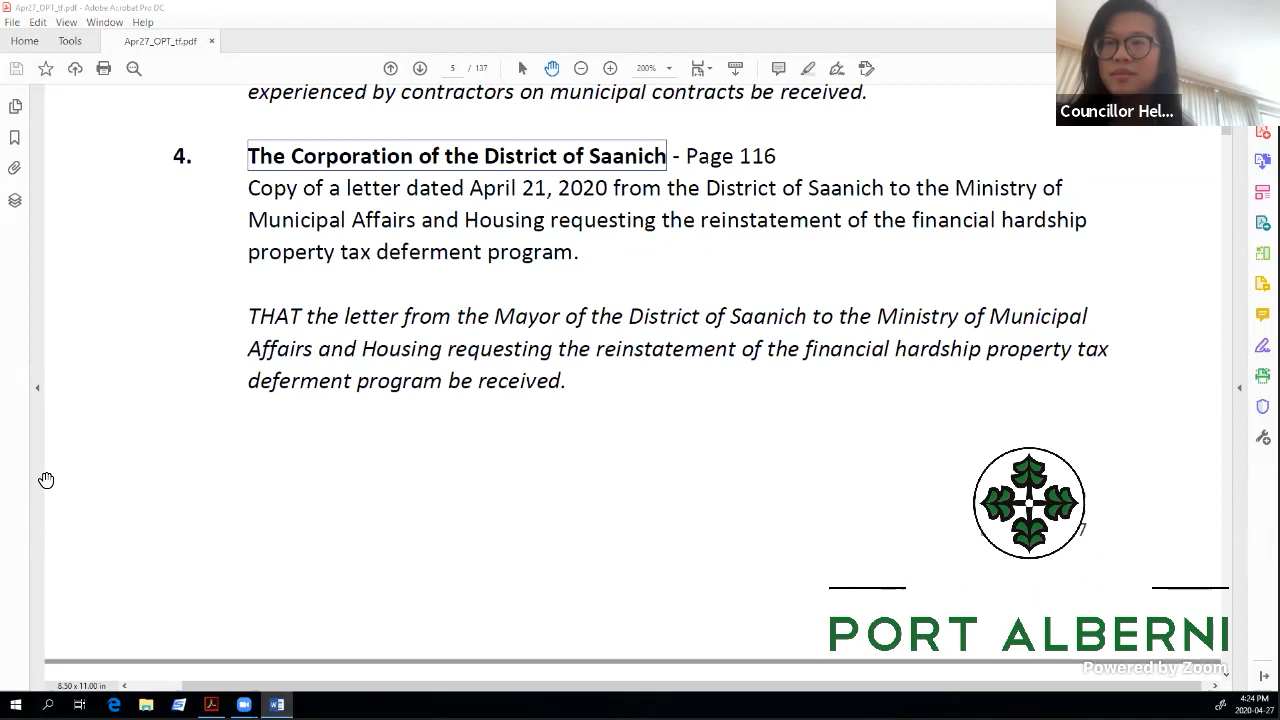 Apr27_OPT_tf.pdf - Adobe Acrobat Pro DC
File Edit View Window Help
Home Tools Apr27_OPT_tf.pdf ×
5 / 137 200%
experienced by contractors on municipal contracts be received.
Councillor Hel...
4. The Corporation of the District of Saanich - Page 116
Copy of a letter dated April 21, 2020 from the District of Saanich to the Ministry of
Municipal Affairs and Housing requesting the reinstatement of the financial hardship
property tax deferment program.
THAT the letter from the Mayor of the District of Saanich to the Ministry of Municipal
Affairs and Housing requesting the reinstatement of the financial hardship property tax
deferment program be received.
7
PORT ALBERNI
Powered by Zoom
8.50 x 11.00 in
4:24 PM
2020-04-27